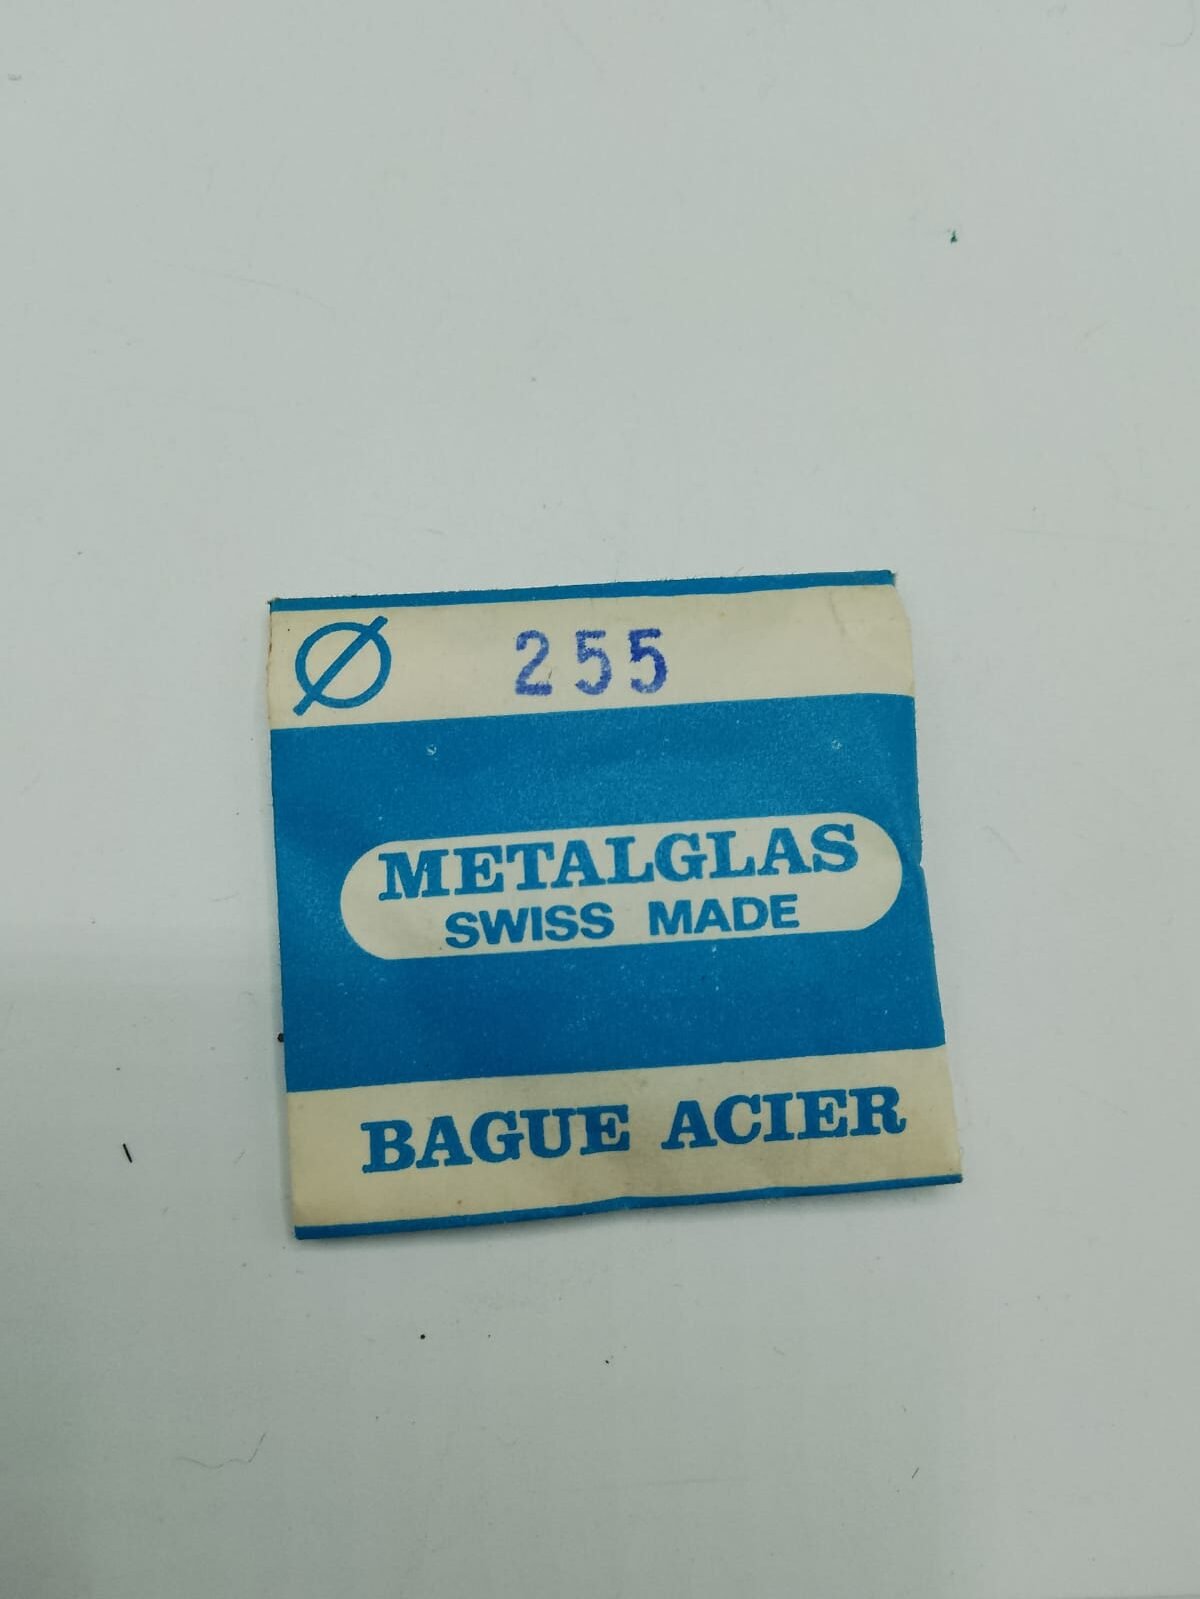 Ø 255
METALGLAS
SWISS MADE
BAGUE ACIER